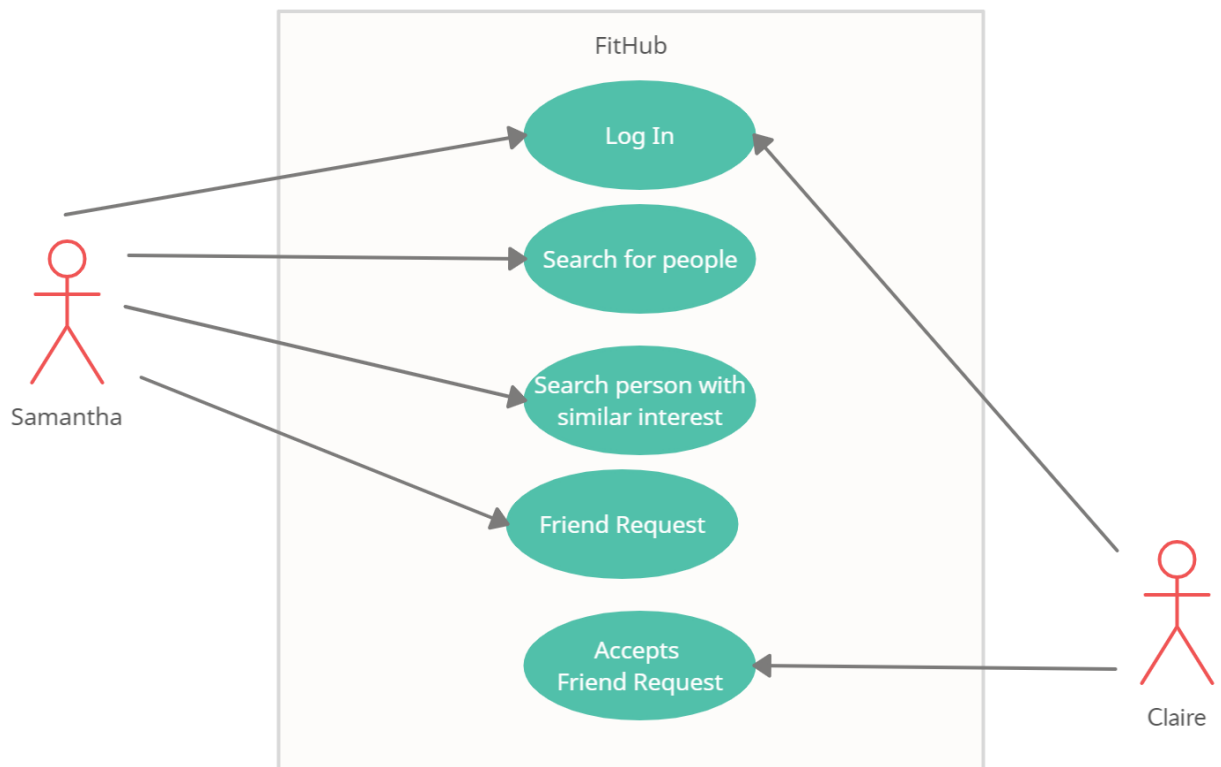 FitHub
Log In
Search for people
Search person with
similar interest
Samantha
Friend Request
Accepts
Friend Request
Claire